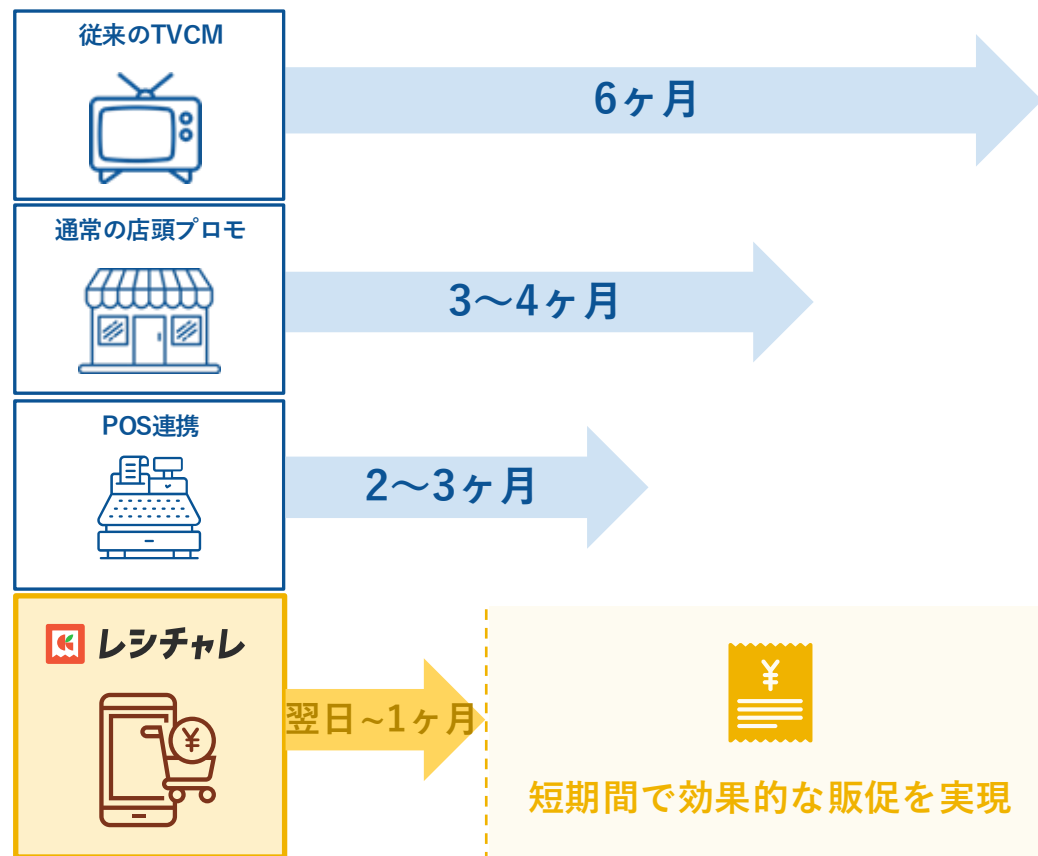 従来のTVCM
6ヶ月
通常の店頭プロモ
3〜4ヶ月
POS連携
2〜3ヶ月
レシチャレ
¥
翌日~1ヶ月
¥
短期間で効果的な販促を実現